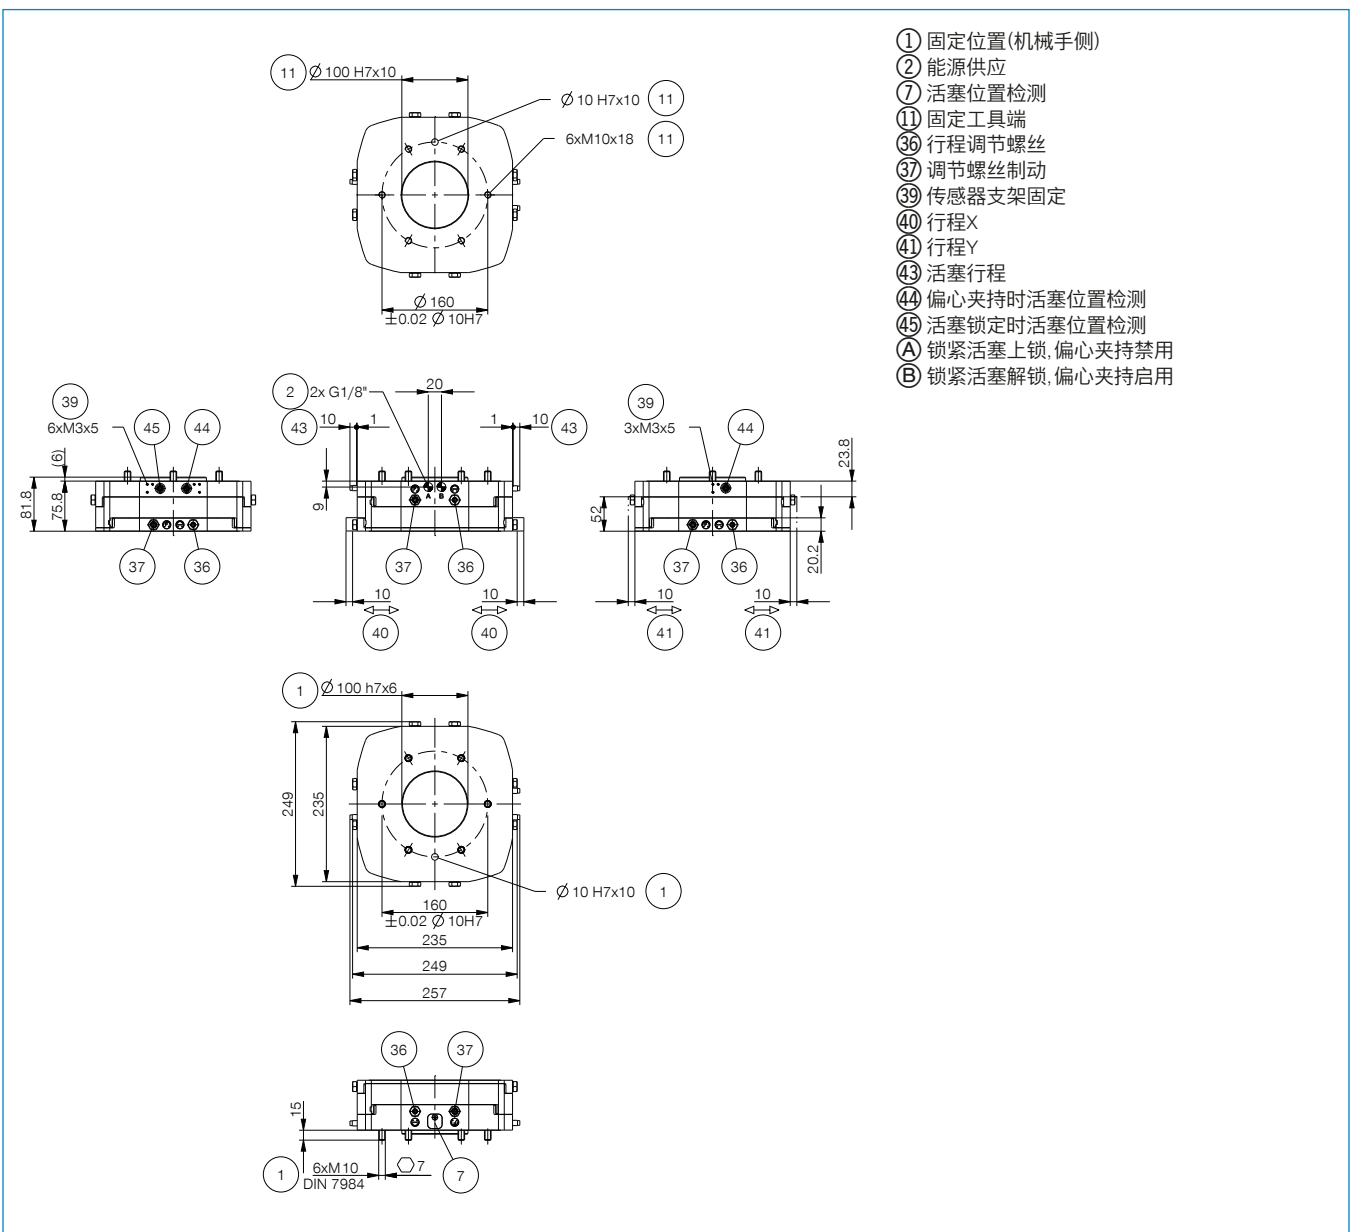 ① 固定位置(机械手侧)
② 能源供应
⑦ 活塞位置检测
⑪ 固定工具端
㊱ 行程调节螺丝
㊲ 调节螺丝制动
㊴ 传感器支架固定
㊵ 行程X
㊶ 行程Y
㊸ 活塞行程
㊹ 偏心夹持时活塞位置检测
㊺ 活塞锁定时活塞位置检测
Ⓐ 锁紧活塞上锁,偏心夹持禁用
Ⓑ 锁紧活塞解锁,偏心夹持启用
11 Ø 100 H7x10
Ø 10 H7x10 11
6xM10x18 11
Ø 160
±0.02 Ø 10H7
39
6xM3x5
45
44
(6)
81.8
75.8
37
36
2 2x G1/8"
20
43
10
1
1
10
43
9
A
B
37
36
10
10
40
40
39
3xM3x5
44
23.8
52
20.2
37
36
10
10
41
41
1 Ø 100 h7x6
249
235
Ø 10 H7x10 1
160
±0.02 Ø 10H7
235
249
257
36
37
15
1
6xM10
DIN 7984
7
7